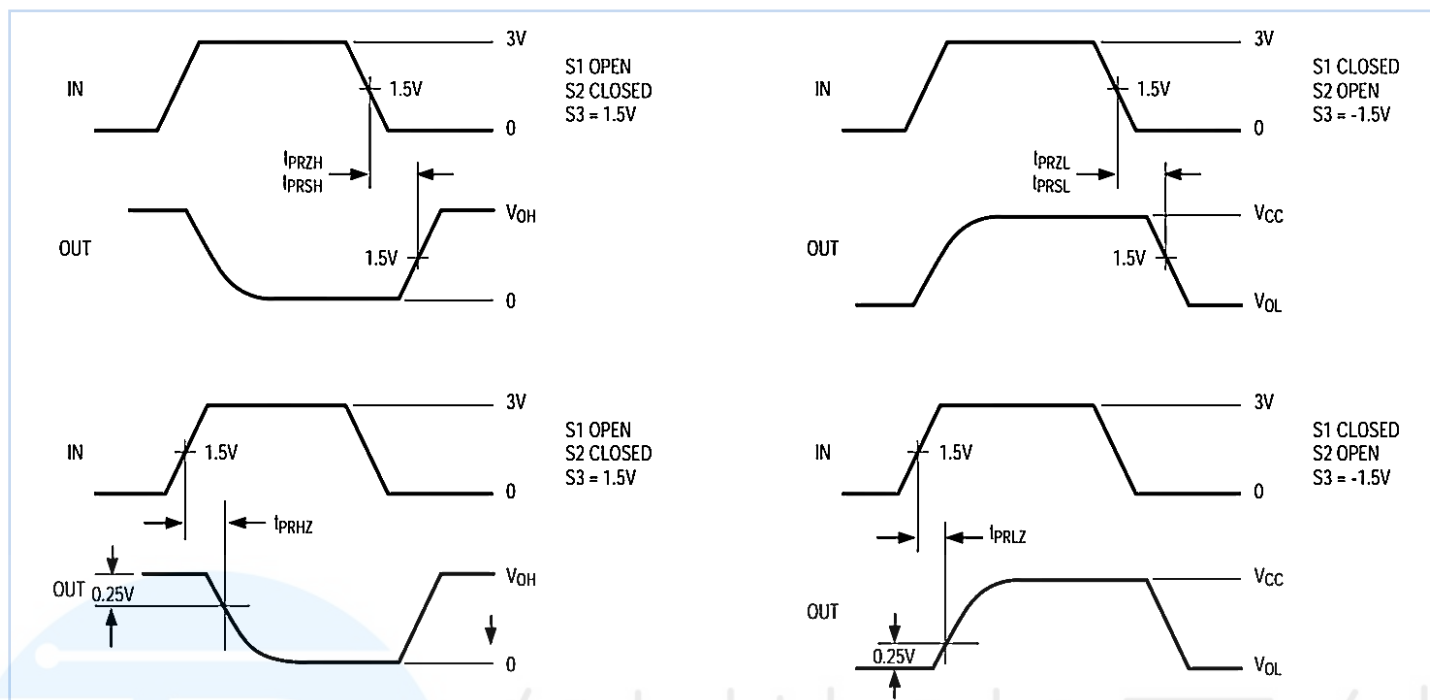 3V
IN
1.5V
S1 OPEN
S2 CLOSED
S3 = 1.5V
0
tPRZH
tPRSH
VOH
OUT
1.5V
0
3V
IN
1.5V
S1 CLOSED
S2 OPEN
S3 = -1.5V
0
tPRZL
tPRSL
VCC
OUT
1.5V
VOL
3V
IN
1.5V
S1 OPEN
S2 CLOSED
S3 = 1.5V
0
tPRHZ
OUT
0.25V
VOH
0
3V
IN
1.5V
S1 CLOSED
S2 OPEN
S3 = -1.5V
0
tPRLZ
VCC
OUT
0.25V
VOL